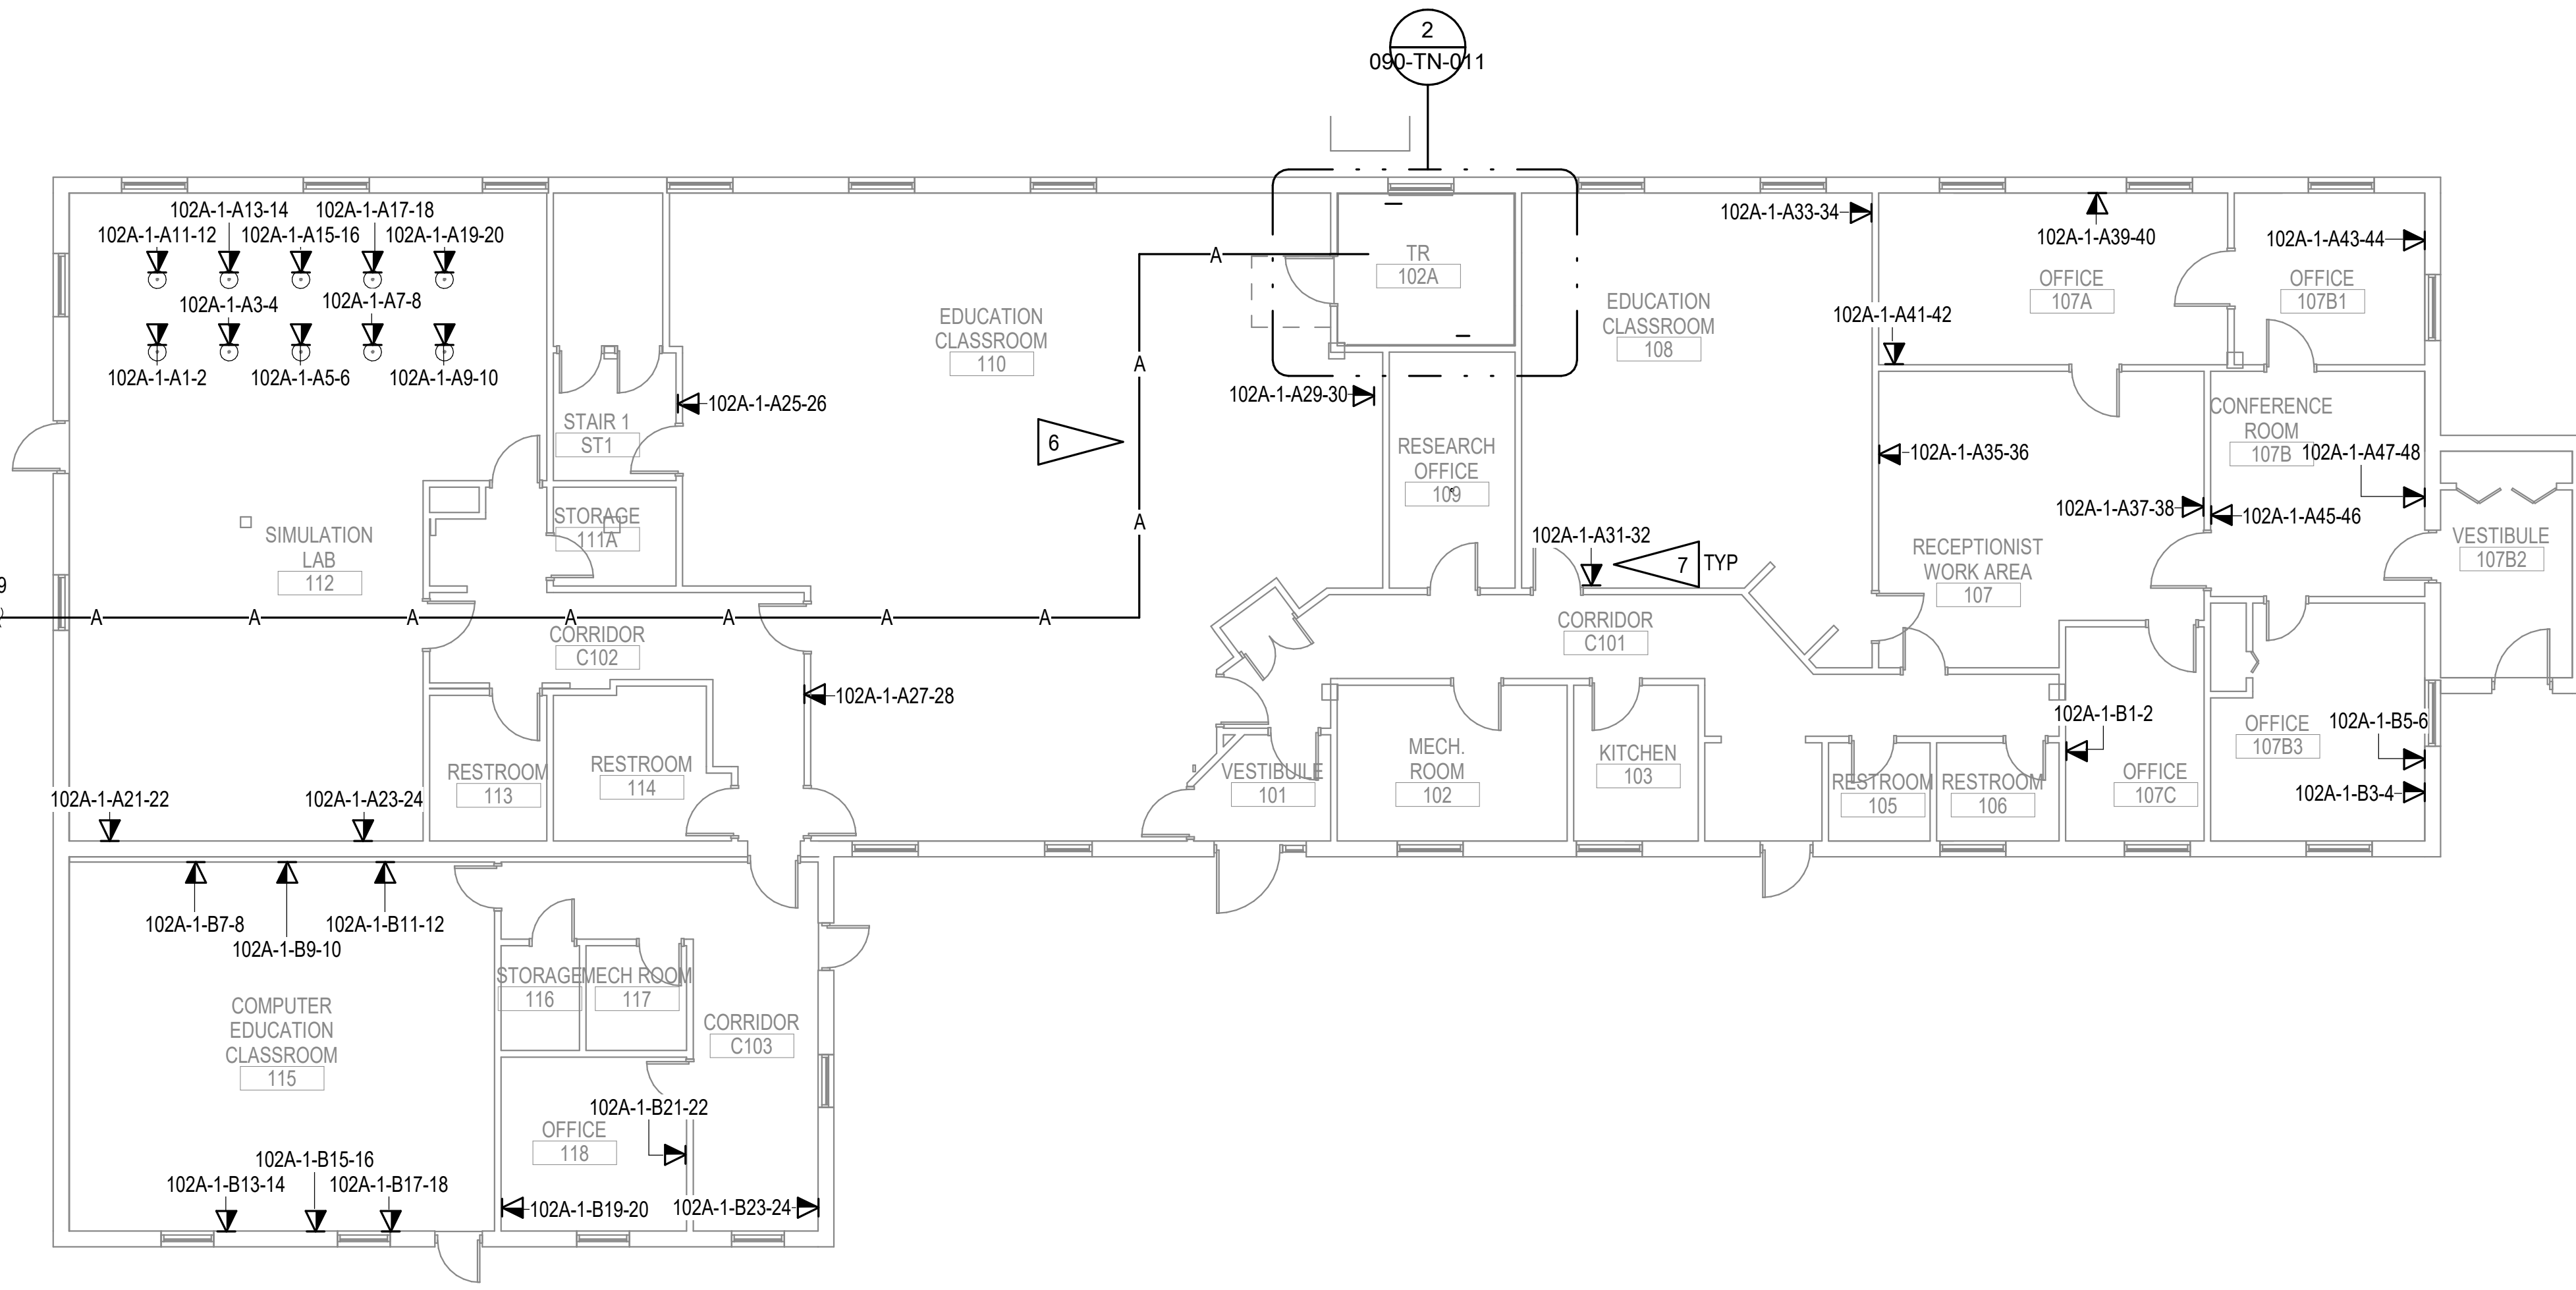 2
090-TN-011
102A-1-A13-14
102A-1-A17-18
102A-1-A11-12
102A-1-A15-16
102A-1-A19-20
102A-1-A3-4
102A-1-A7-8
102A-1-A1-2
102A-1-A5-6
102A-1-A9-10
102A-1-A25-26
STAIR 1
ST1
STORAGE
111A
SIMULATION
LAB
112
EDUCATION
CLASSROOM
110
A
A
A
6
TR
102A
102A-1-A29-30
RESEARCH
OFFICE
109
102A-1-A33-34
EDUCATION
CLASSROOM
108
102A-1-A31-32
7
TYP
102A-1-A39-40
OFFICE
107A
102A-1-A41-42
102A-1-A43-44
OFFICE
107B1
CONFERENCE
ROOM
107B
102A-1-A47-48
102A-1-A35-36
102A-1-A37-38
102A-1-A45-46
RECEPTIONIST
WORK AREA
107
VESTIBULE
107B2
9
A
A
A
A
A
A
A
CORRIDOR
C102
CORRIDOR
C101
102A-1-A27-28
RESTROOM
113
RESTROOM
114
VESTIBUILE
101
MECH.
ROOM
102
KITCHEN
103
RESTROOM
105
RESTROOM
106
102A-1-B1-2
OFFICE
107C
OFFICE
107B3
102A-1-B5-6
102A-1-B3-4
102A-1-A21-22
102A-1-A23-24
102A-1-B7-8
102A-1-B9-10
102A-1-B11-12
STORAGE
116
MECH ROOM
117
COMPUTER
EDUCATION
CLASSROOM
115
CORRIDOR
C103
102A-1-B21-22
OFFICE
118
102A-1-B15-16
102A-1-B13-14
102A-1-B17-18
102A-1-B19-20
102A-1-B23-24